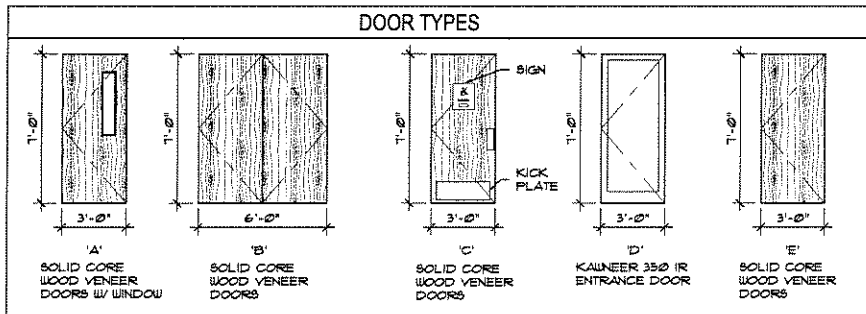 DOOR TYPES
7'-0"
3'-0"
'A'
SOLID CORE
WOOD VENEER
DOORS W/ WINDOW
7'-0"
6'-0"
'B'
SOLID CORE
WOOD VENEER
DOORS
7'-0"
SIGN
KICK
PLATE
3'-0"
'C'
SOLID CORE
WOOD VENEER
DOORS
7'-0"
3'-0"
'D'
KAWNEER 350 IR
ENTRANCE DOOR
7'-0"
3'-0"
'E'
SOLID CORE
WOOD VENEER
DOORS